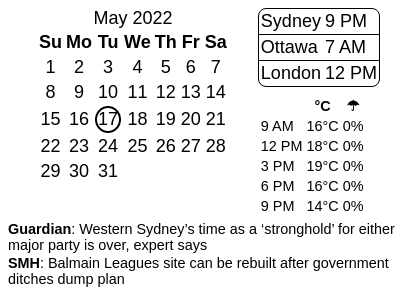 May 2022
Su Mo Tu We Th Fr Sa
1 2 3 4 5 6 7
8 9 10 11 12 13 14
15 16 17 18 19 20 21
22 23 24 25 26 27 28
29 30 31
Sydney 9 PM
Ottawa 7 AM
London 12 PM
°C ☂
9 AM 16°C 0%
12 PM 18°C 0%
3 PM 19°C 0%
6 PM 16°C 0%
9 PM 14°C 0%
Guardian: Western Sydney’s time as a ‘stronghold’ for either
major party is over, expert says
SMH: Balmain Leagues site can be rebuilt after government
ditches dump plan